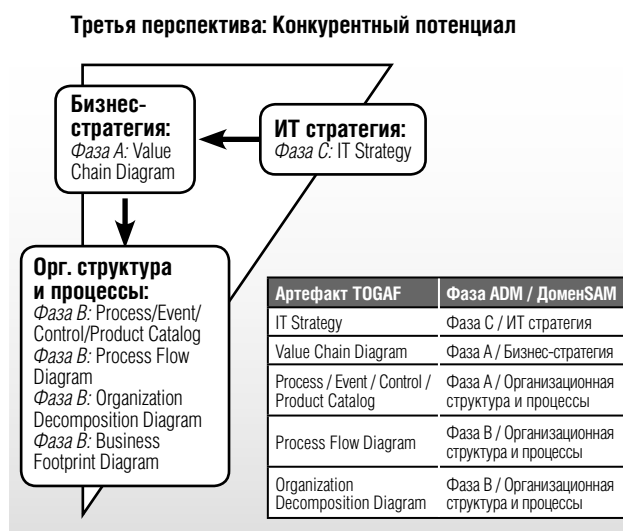 Третья перспектива: Конкурентный потенциал
Бизнес-
стратегия:
Фаза А: Value
Chain Diagram
ИТ стратегия:
Фаза С: IT Strategy
Орг. структура
и процессы:
Фаза В: Process/Event/
Control/Product Catalog
Фаза В: Process Flow
Diagram
Фаза В: Organization
Decomposition Diagram
Фаза В: Business
Footprint Diagram
Артефакт TOGAF
Фаза ADM / ДоменSAM
IT Strategy
Фаза С / ИТ стратегия
Value Chain Diagram
Фаза А / Бизнес-стратегия
Process / Event / Control /
Product Catalog
Фаза А / Организационная
структура и процессы
Process Flow Diagram
Фаза В / Организационная
структура и процессы
Organization
Decomposition Diagram
Фаза В / Организационная
структура и процессы